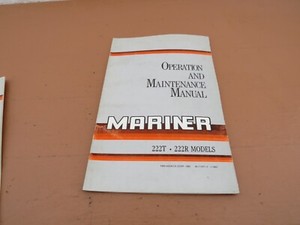 OPERATION
AND
MAINTENANCE
MANUAL
MARINER
222T • 222R MODELS